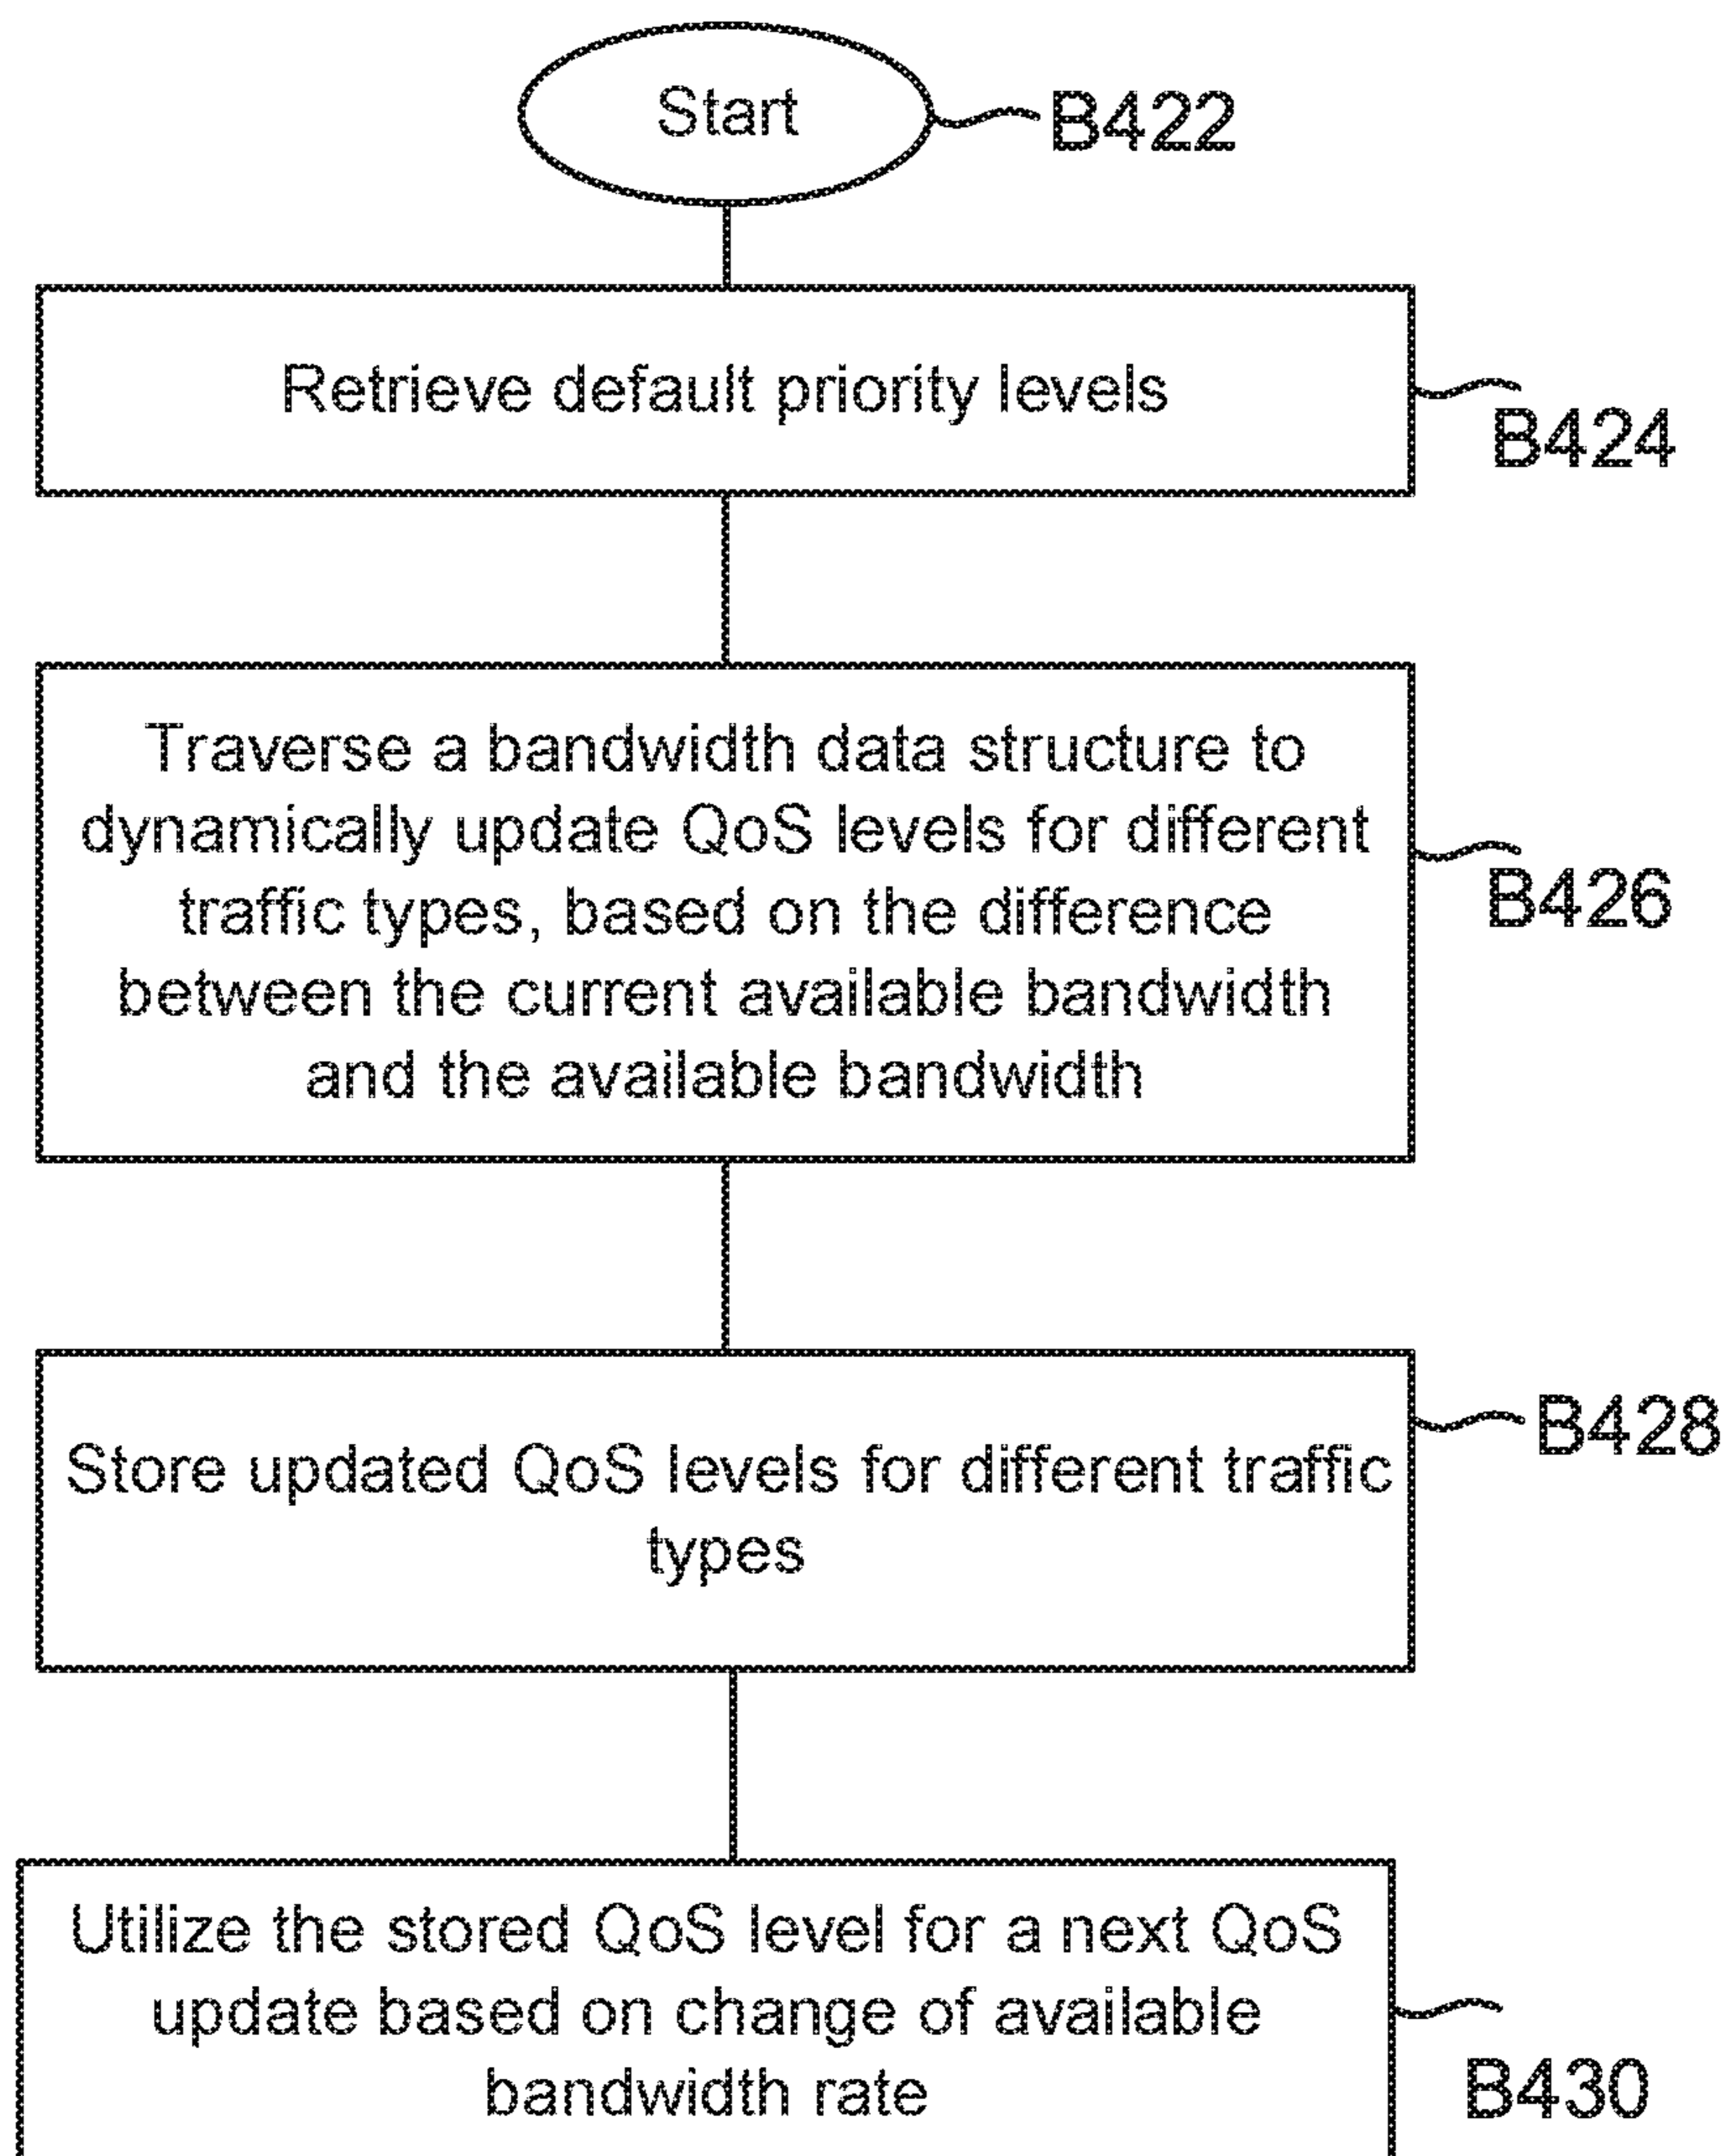 Start
B422
Retrieve default priority levels
B424
Traverse a bandwidth data structure to
dynamically update QoS levels for different
traffic types, based on the difference
between the current available bandwidth
and the available bandwidth
B426
B428
Store updated QoS levels for different traffic
types
Utilize the stored QoS level for a next QoS
update based on change of available
bandwidth rate
B430